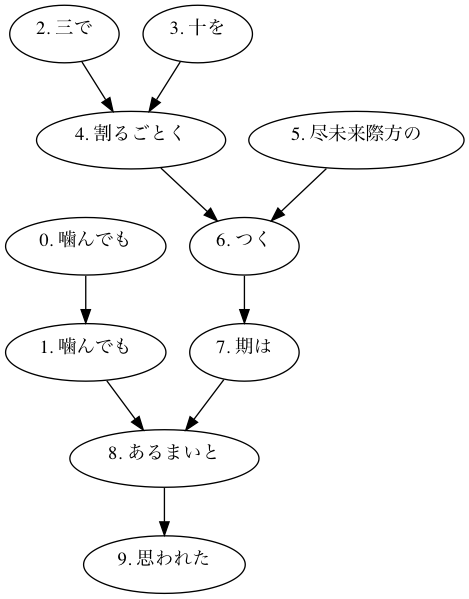 2. 三で
3. 十を
4. 割るごとく
5. 尽未来際方の
0. 噛んでも
6. つく
1. 噛んでも
7. 期は
8. あるまいと
9. 思われた